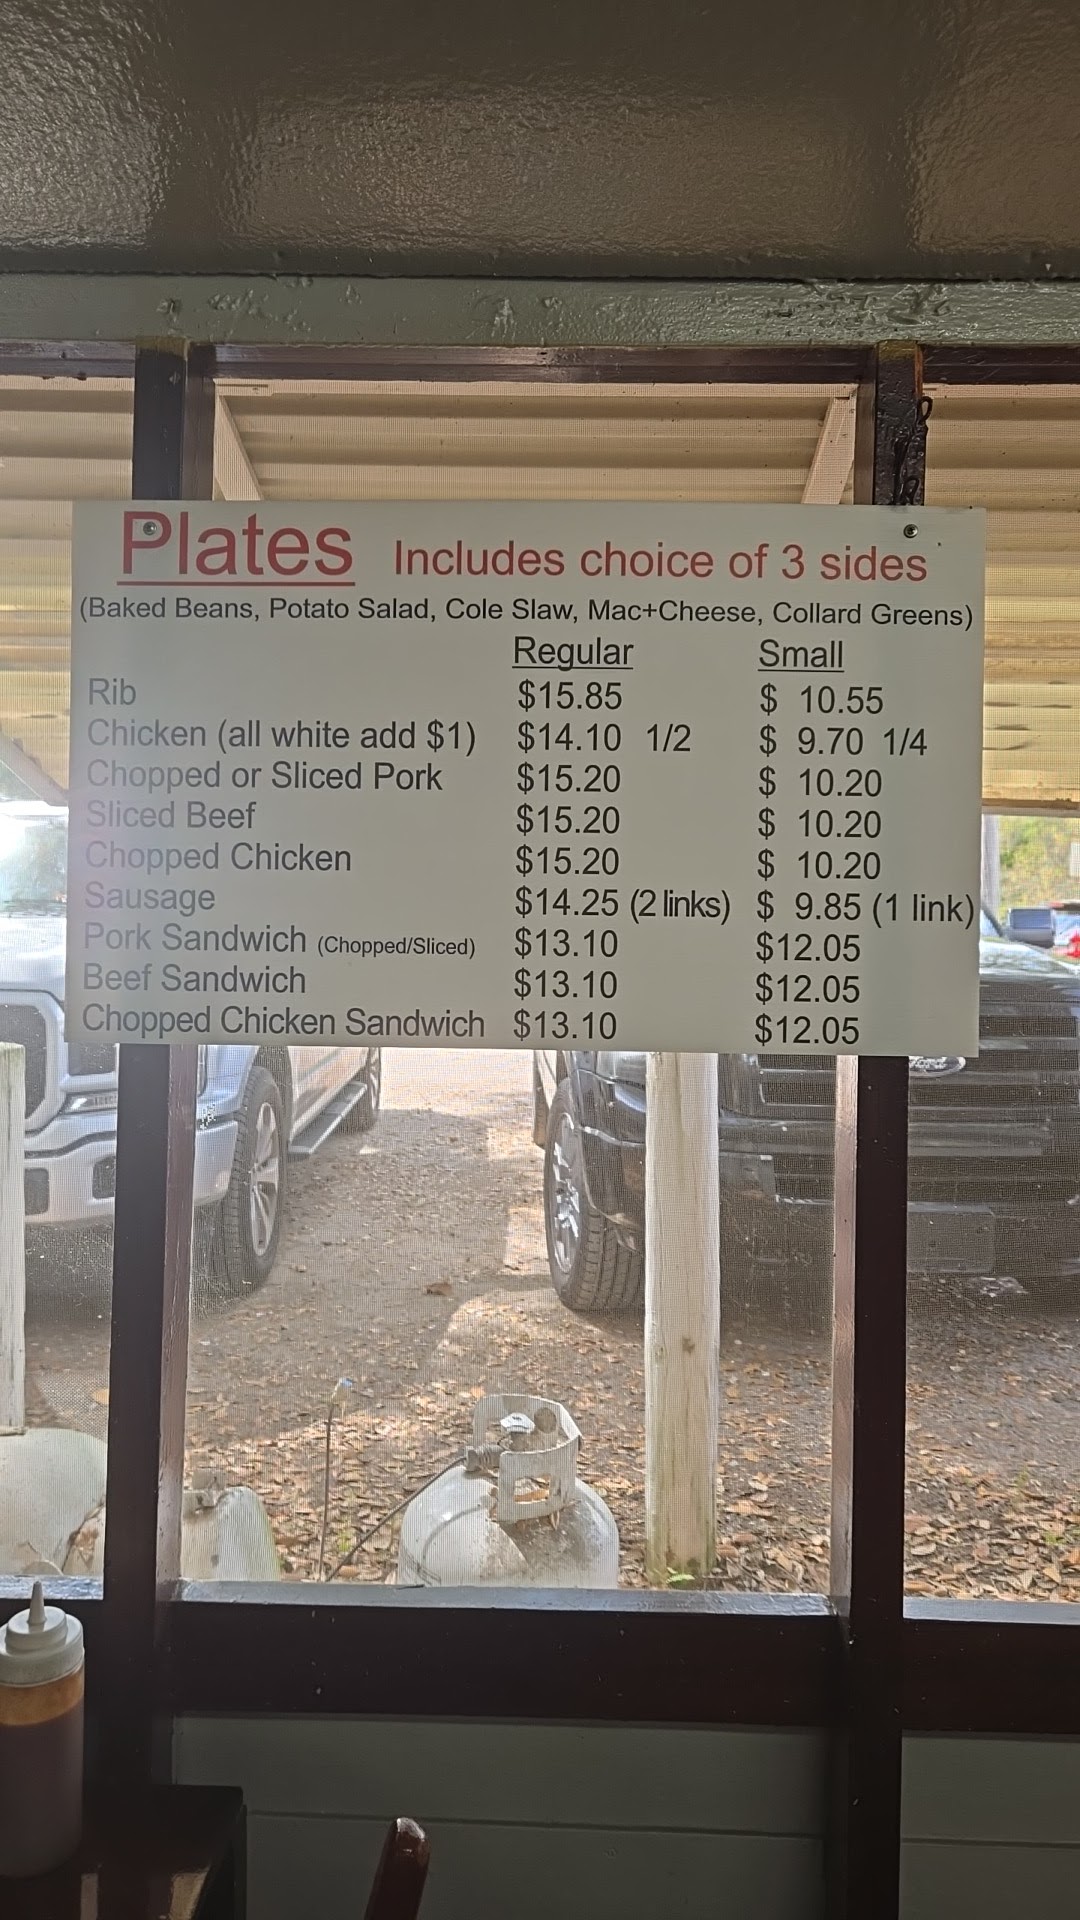 Plates Includes choice of 3 sides
(Baked Beans, Potato Salad, Cole Slaw, Mac+Cheese, Collard Greens)
Regular Small
Rib $15.85 $ 10.55
Chicken (all white add $1) $14.10 1/2 $ 9.70 1/4
Chopped or Sliced Pork $15.20 $ 10.20
Sliced Beef $15.20 $ 10.20
Chopped Chicken $15.20 $ 10.20
Sausage $14.25 (2 links) $ 9.85 (1 link)
Pork Sandwich (Chopped/Sliced) $13.10 $12.05
Beef Sandwich $13.10 $12.05
Chopped Chicken Sandwich $13.10 $12.05
Ford